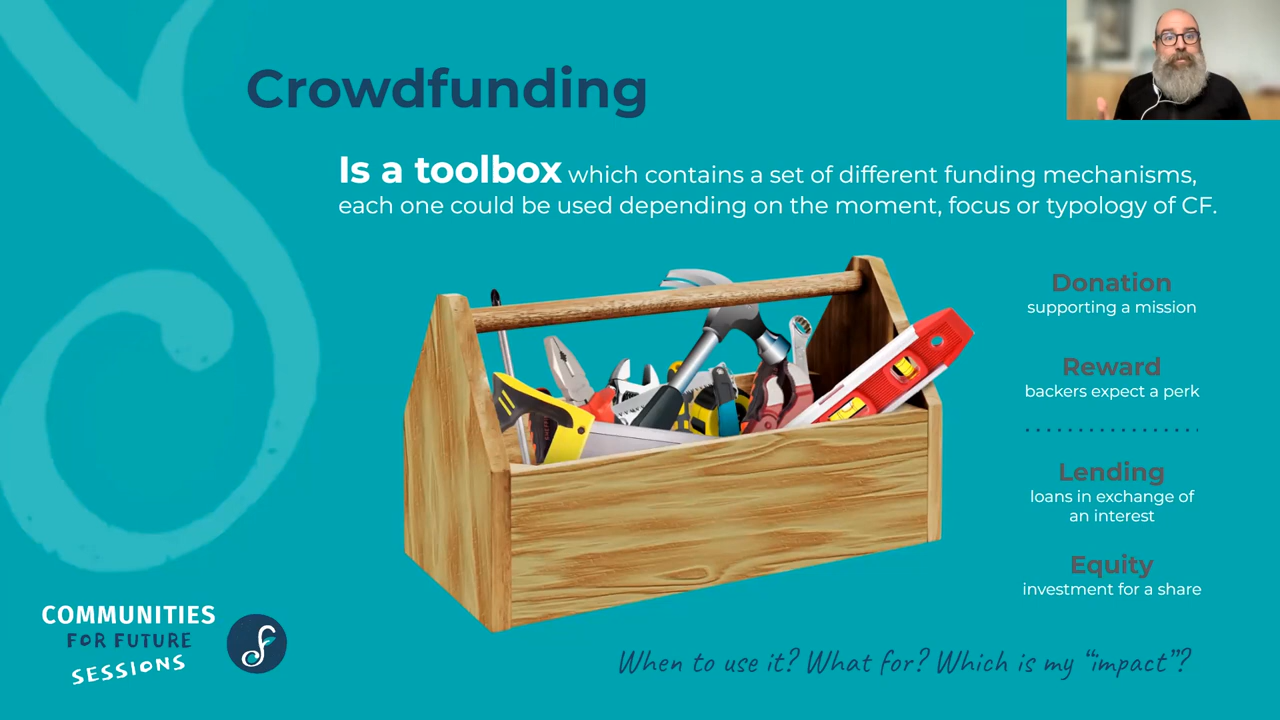 Crowdfunding
Is a toolbox which contains a set of different funding mechanisms,
each one could be used depending on the moment, focus or typology of CF.
Donation
supporting a mission
Reward
backers expect a perk
Lending
loans in exchange of
an interest
Equity
investment for a share
COMMUNITIES
FOR FUTURE
SESSIONS
When to use it? What for? Which is my “impact”?